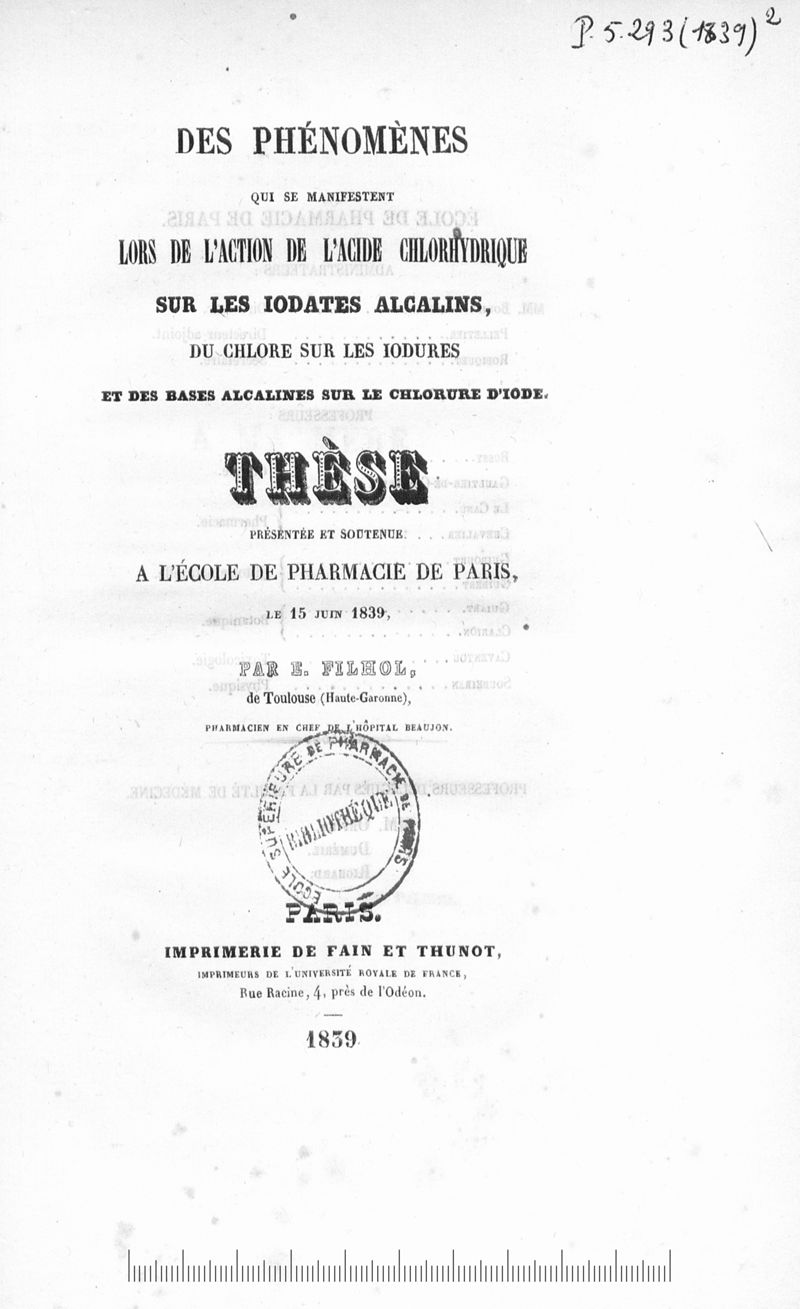 P. 5. 293 (1839) 2
DES PHÉNOMÈNES
QUI SE MANIFESTENT
LORS DE L'ACTION DE L'ACIDE CHLORHYDRIQUE
SUR LES IODATES ALCALINS,
DU CHLORE SUR LES IODURES
ET DES BASES ALCALINES SUR LE CHLORURE D'IODE.
THÈSE
PRÉSENTÉE ET SOUTENUE
A L'ÉCOLE DE PHARMACIE DE PARIS,
LE 15 JUIN 1839,
PAR E. FILHOL,
de Toulouse (Haute-Garonne),
PHARMACIEN EN CHEF DE L'HÔPITAL BEAUJON.
ÉCOLE SUPÉRIEURE DE PHARMACIE DE PARIS
BIBLIOTHÈQUE
PARIS.
IMPRIMERIE DE FAIN ET THUNOT,
IMPRIMEURS DE L'UNIVERSITÉ ROYALE DE FRANCE,
Rue Racine, 4, près de l'Odéon.
1839